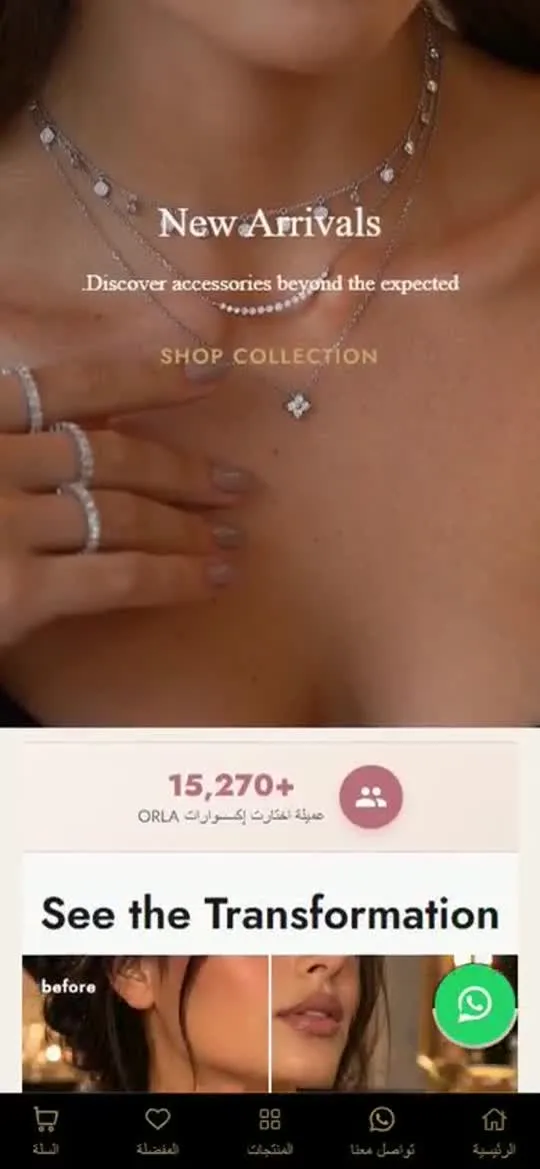 New Arrivals
.Discover accessories beyond the expected
SHOP COLLECTION
15,270+
عميلة اختارت إكسسوارات ORLA
See the Transformation
before
الرئيسية
تواصل معنا
المنتجات
المفضلة
السلة